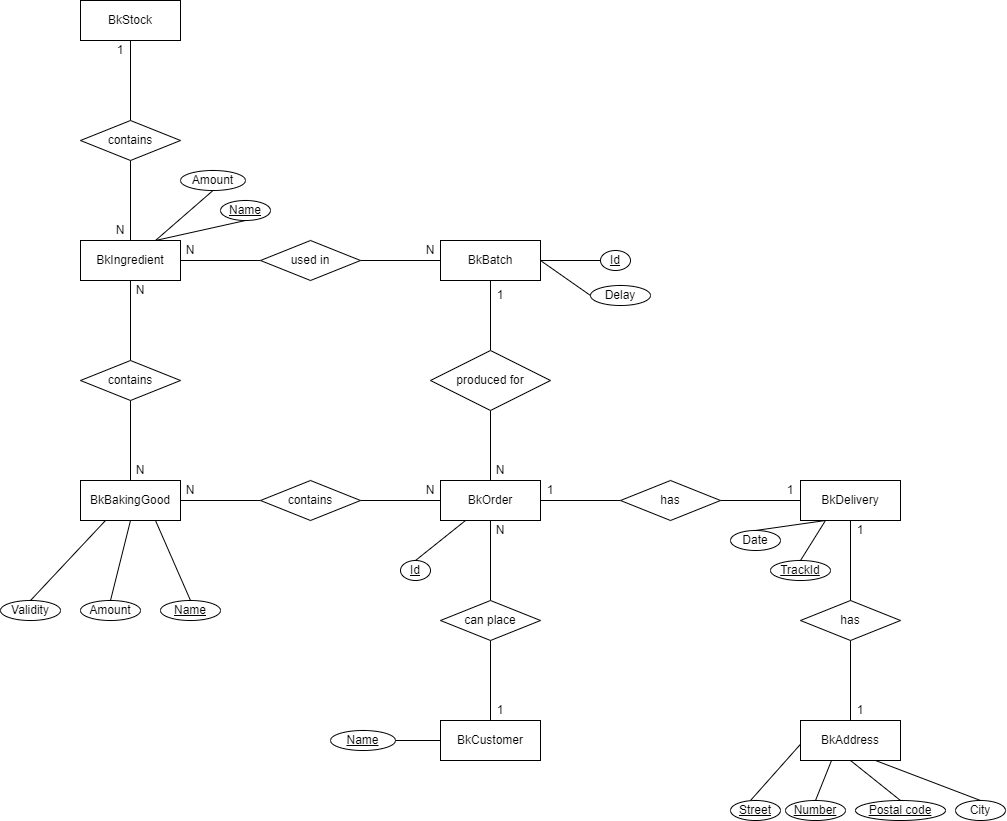 BkStock
1
contains
Amount
Name
N
BkIngredient
N
used in
N
BkBatch
Id
Delay
N
1
contains
produced for
N
N
BkBakingGood
N
contains
N
BkOrder
1
has
1
BkDelivery
N
1
Date
Id
TrackId
Validity
Amount
Name
can place
has
1
1
Name
BkCustomer
BkAddress
Street
Number
Postal code
City